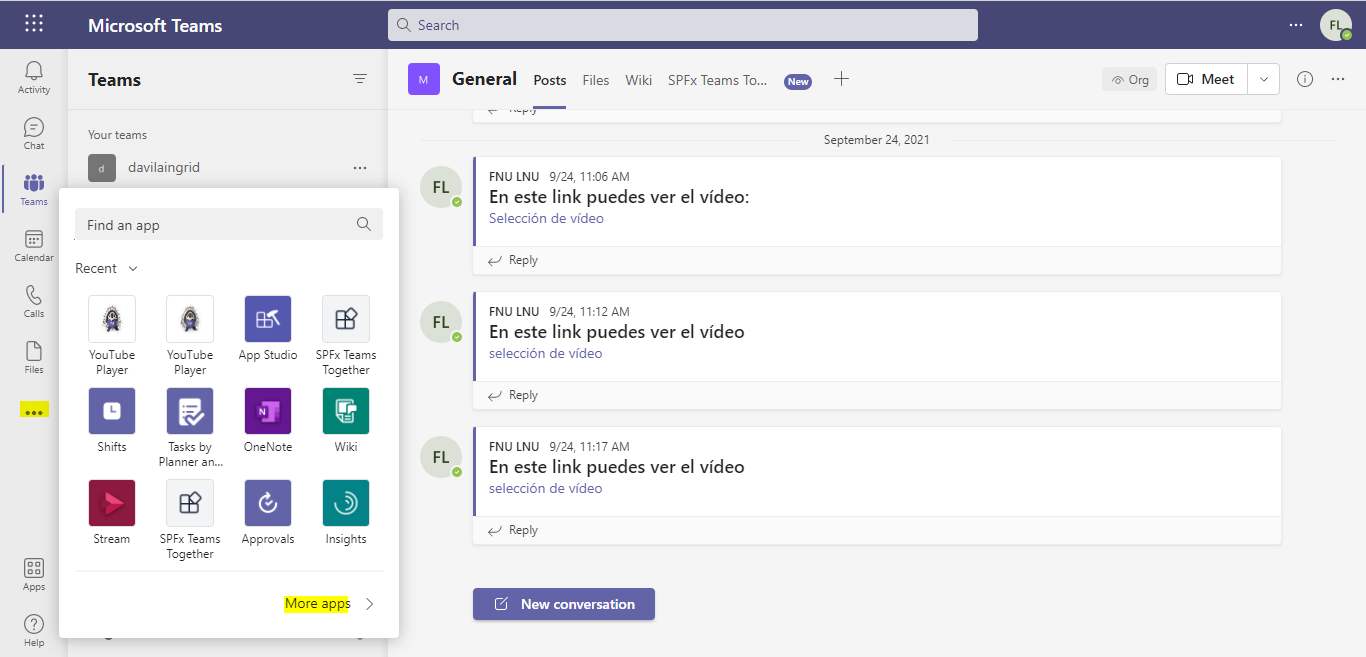 Microsoft Teams
Search
FL
Activity
Chat
Teams
Calendar
Calls
Files
Apps
Help
Teams
Your teams
d
davilaingrid
Find an app
Recent
YouTube
Player
YouTube
Player
App Studio
SPFx Teams
Together
Shifts
Tasks by
Planner an...
OneNote
N
Wiki
Stream
SPFx Teams
Together
Approvals
Insights
More apps
M
General
Posts
Files
Wiki
SPFx Teams To...
New
Org
Meet
Reply
September 24, 2021
FL
FNU LNU 9/24, 11:06 AM
En este link puedes ver el vídeo:
Selección de vídeo
Reply
FL
FNU LNU 9/24, 11:12 AM
En este link puedes ver el vídeo
selección de vídeo
Reply
FL
FNU LNU 9/24, 11:17 AM
En este link puedes ver el vídeo
selección de vídeo
Reply
New conversation